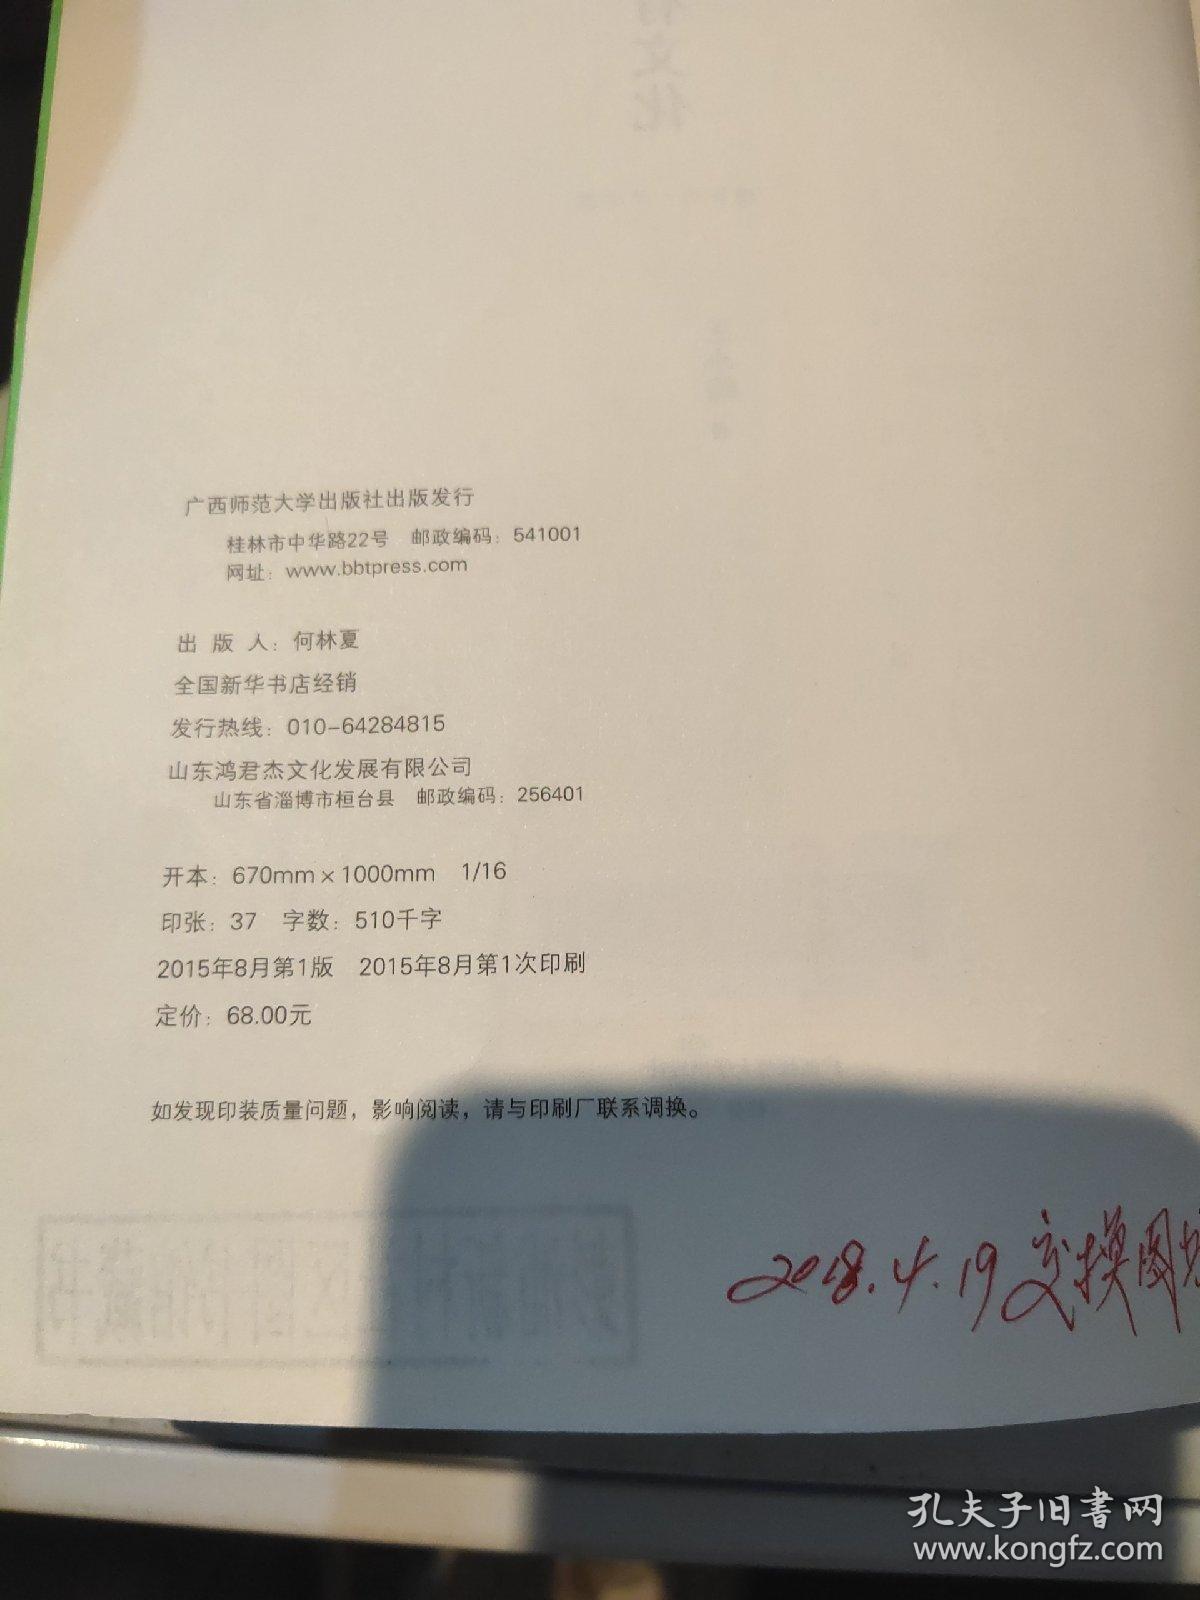 文化
广西师范大学出版社出版发行
桂林市中华路22号 邮政编码：541001
网址：www.bbtpress.com
出 版 人：何林夏
全国新华书店经销
发行热线：010-64284815
山东鸿君杰文化发展有限公司
山东省淄博市桓台县 邮政编码：256401
开本：670mm×1000mm 1/16
印张：37 字数：510千字
2015年8月第1版 2015年8月第1次印刷
定价：68.00元
如发现印装质量问题，影响阅读，请与印刷厂联系调换。
2018.4.19交换图
孔夫子旧书网
www.kongfz.com